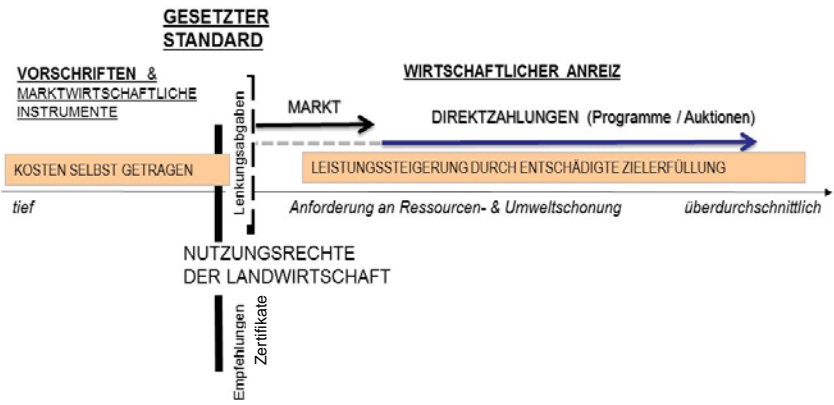 GESETZTER
STANDARD
VORSCHRIFTEN &
MARKTWIRTSCHAFTLICHE
INSTRUMENTE
WIRTSCHAFTLICHER ANREIZ
Lenkungsabgaben
MARKT
DIREKTZAHLUNGEN (Programme / Auktionen)
KOSTEN SELBST GETRAGEN
LEISTUNGSSTEIGERUNG DURCH ENTSCHÄDIGTE ZIELERFÜLLUNG
tief
Anforderung an Ressourcen- & Umweltschonung
überdurchschnittlich
NUTZUNGSRECHTE
DER LANDWIRTSCHAFT
Empfehlungen
Zertifikate